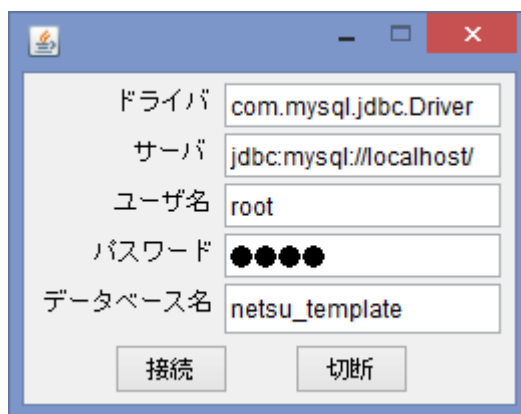 ドライバ com.mysql.jdbc.Driver
サーバ jdbc:mysql://localhost/
ユーザ名 root
パスワード ●●●●
データベース名 netsu_template
接続 切断